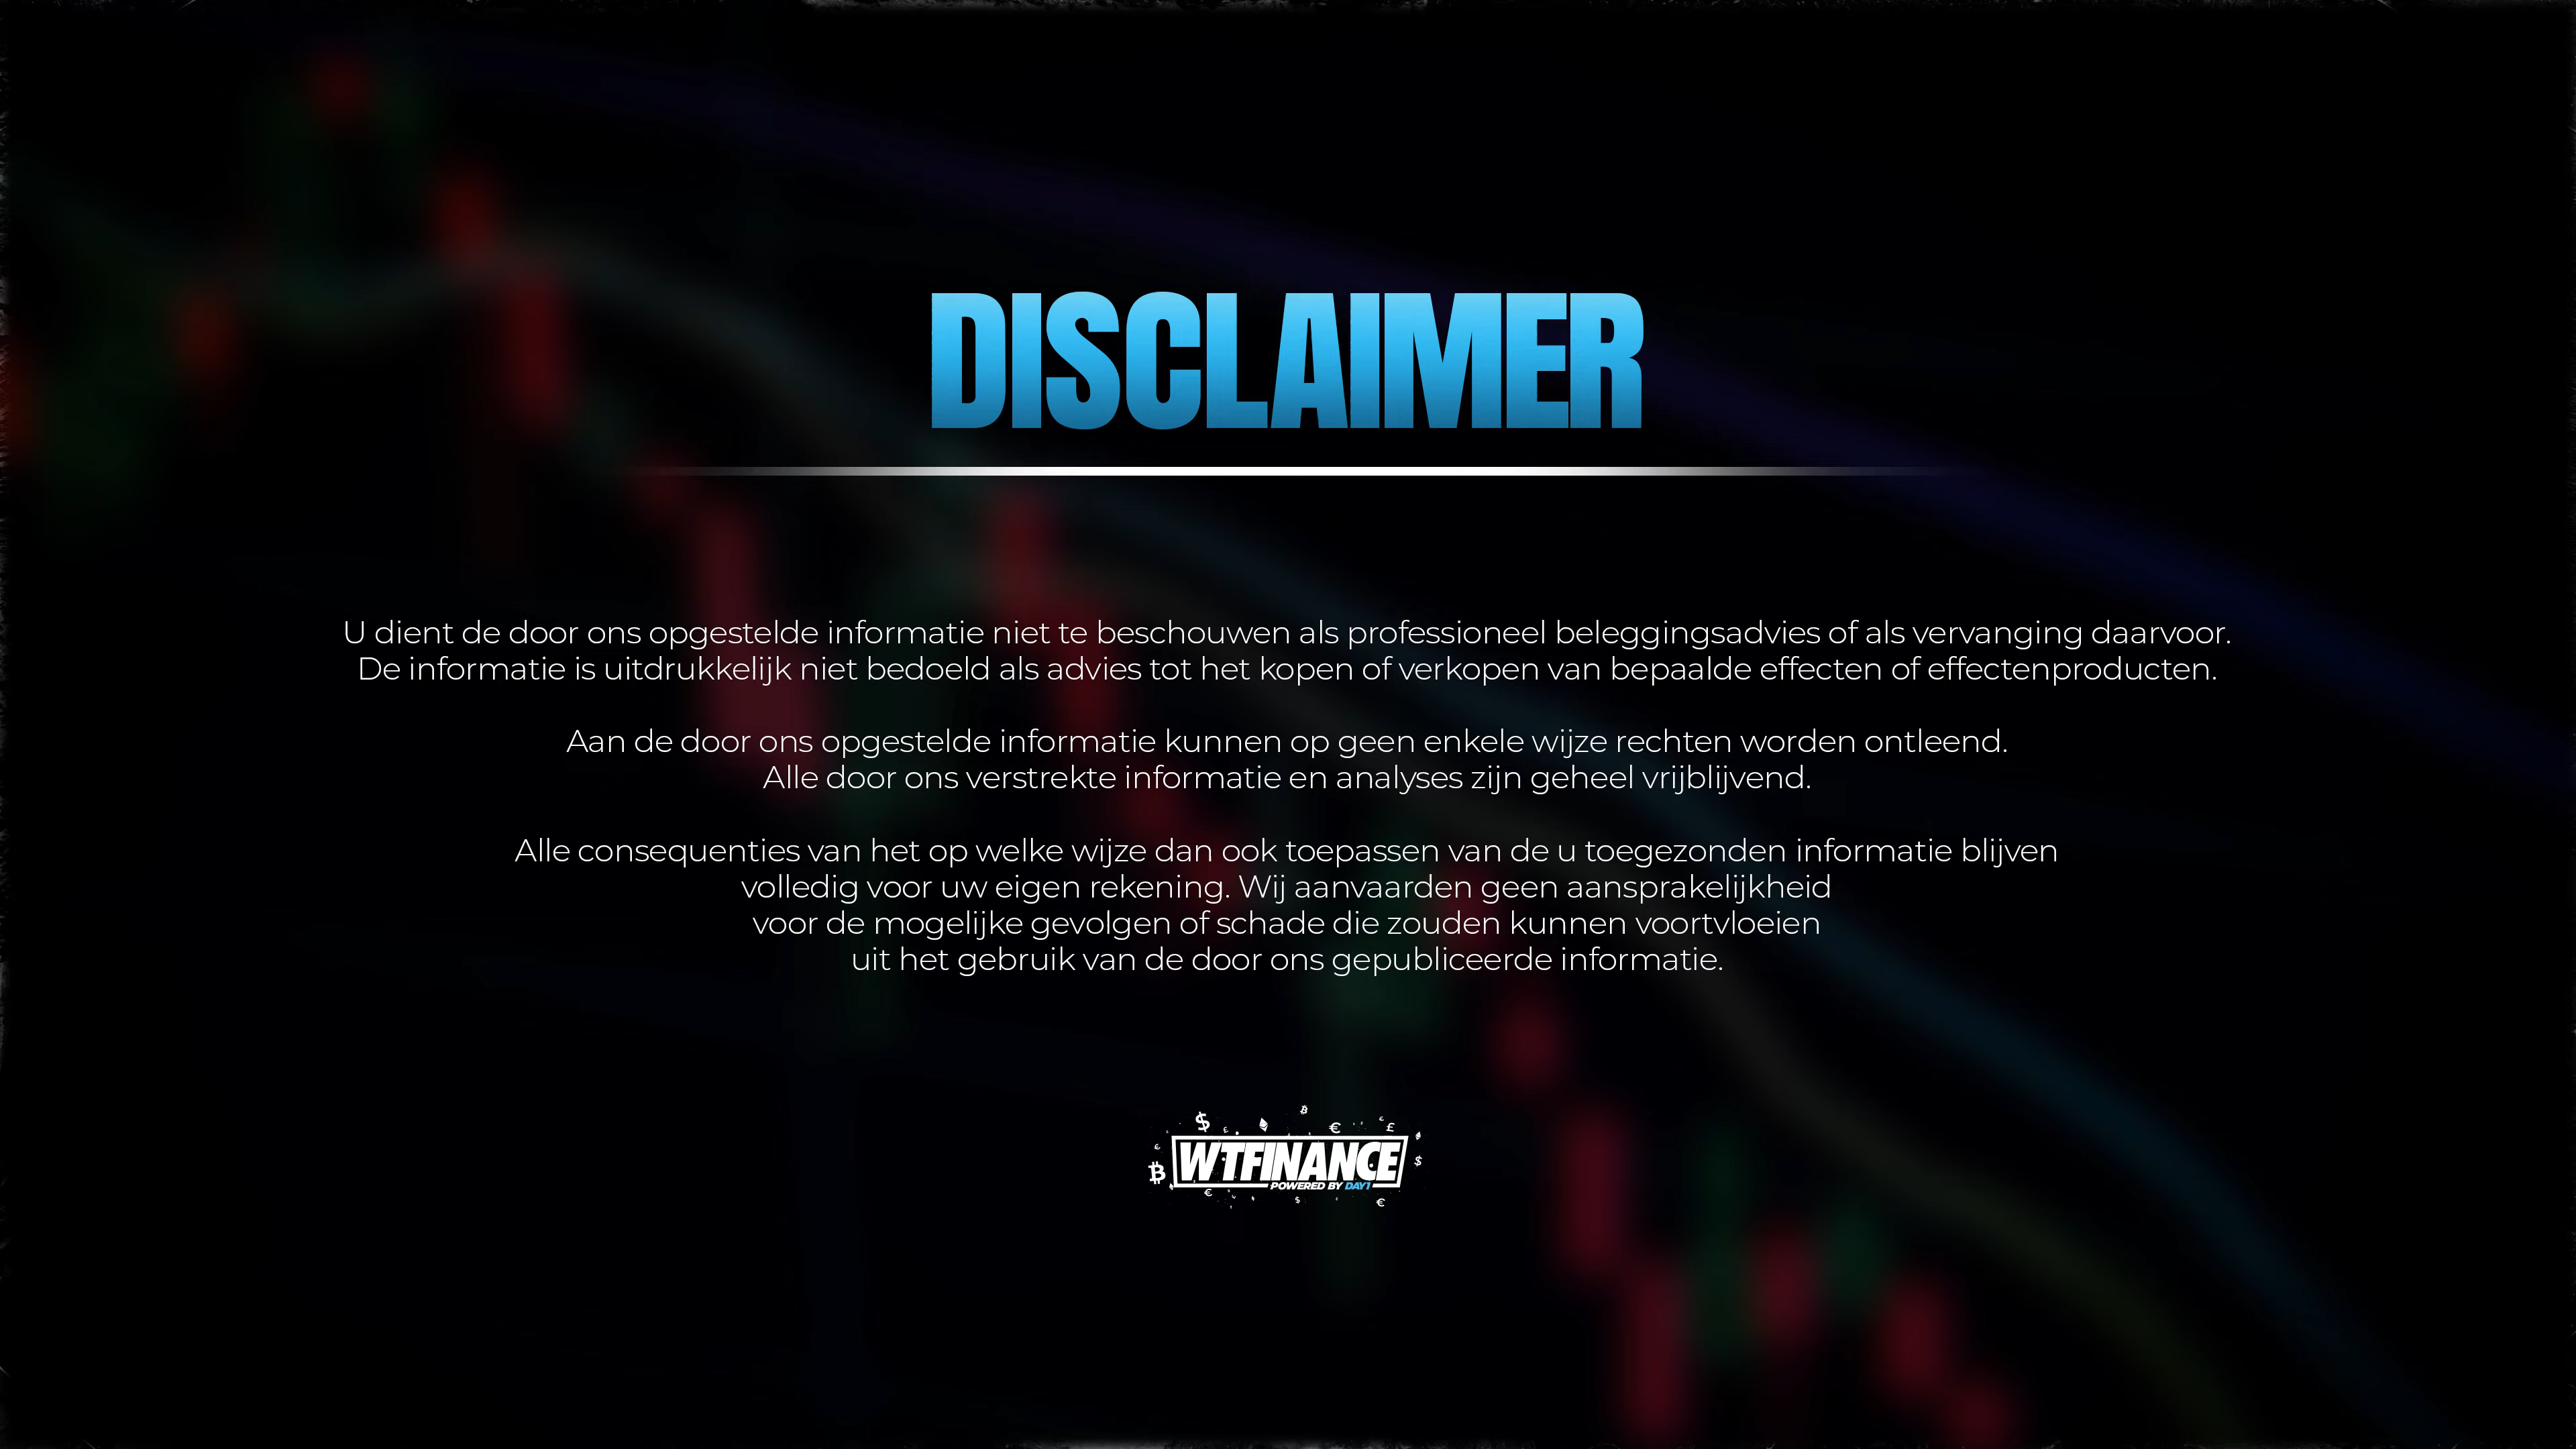 DISCLAIMER
U dient de door ons opgestelde informatie niet te beschouwen als professioneel beleggingsadvies of als vervanging daarvoor.
De informatie is uitdrukkelijk niet bedoeld als advies tot het kopen of verkopen van bepaalde effecten of effectenproducten.
Aan de door ons opgestelde informatie kunnen op geen enkele wijze rechten worden ontleend.
Alle door ons verstrekte informatie en analyses zijn geheel vrijblijvend.
Alle consequenties van het op welke wijze dan ook toepassen van de u toegezonden informatie blijven
volledig voor uw eigen rekening. Wij aanvaarden geen aansprakelijkheid
voor de mogelijke gevolgen of schade die zouden kunnen voortvloeien
uit het gebruik van de door ons gepubliceerde informatie.
WTFINANCE
POWERED BY DAY1